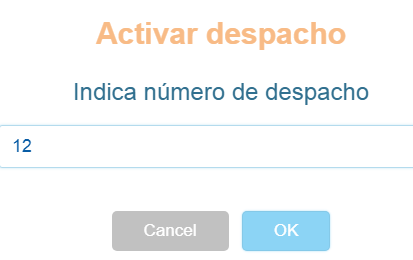 Activar despacho
Indica número de despacho
12
Cancel OK